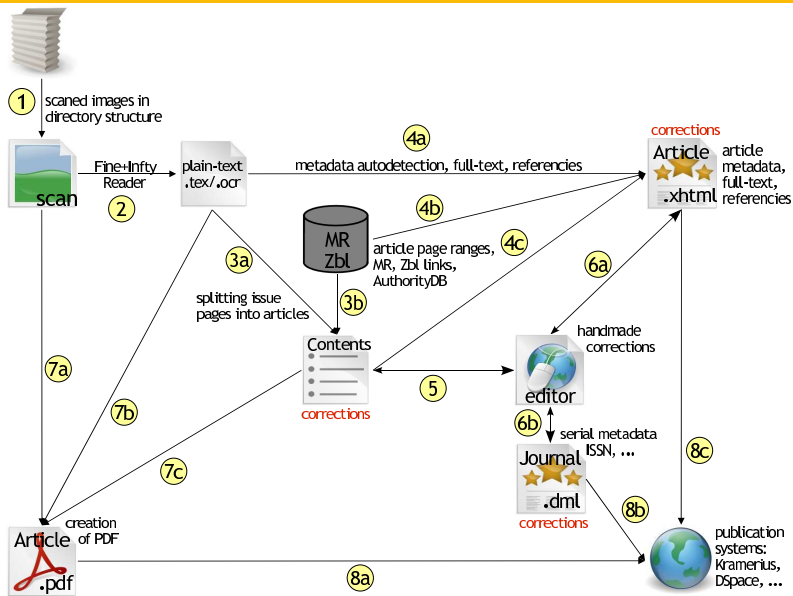 1
scaned images in
directory structure
scan
Fine+Infty
Reader
2
plain-text
.tex/.ocr
4a
metadata autodetection, full-text, referencies
corrections
Article
.xhtml
article
metadata,
full-text,
referencies
MR
Zbl
4b
4c
article page ranges,
MR, Zbl links,
AuthorityDB
3a
3b
splitting issue
pages into articles
6a
Contents
corrections
handmade
corrections
5
editor
6b
serial metadata
ISSN, ...
Journal
.dml
corrections
7a
7b
7c
8c
8b
creation
of PDF
Article
.pdf
8a
publication
systems:
Kramerius,
DSpace, ...